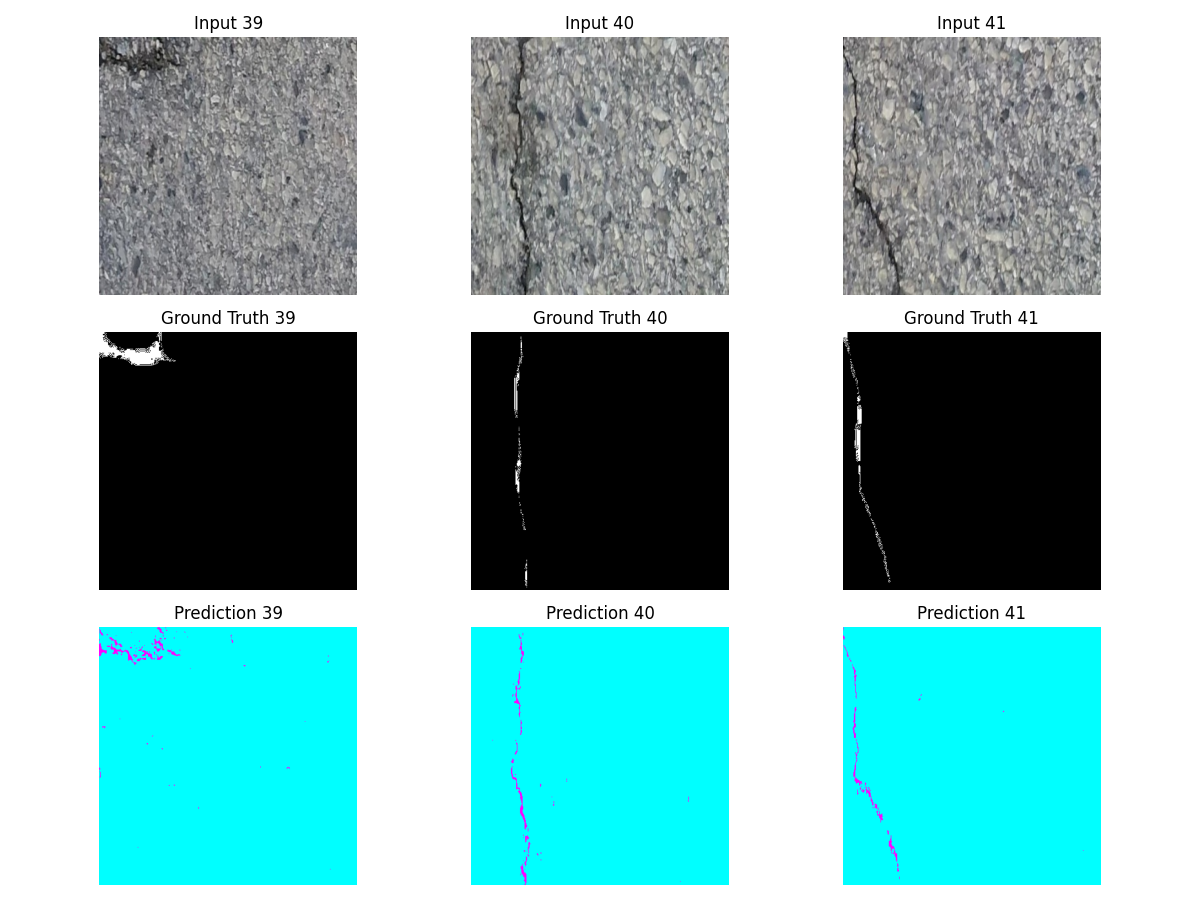 Input 39
Input 40
Input 41
Ground Truth 39
Ground Truth 40
Ground Truth 41
Prediction 39
Prediction 40
Prediction 41